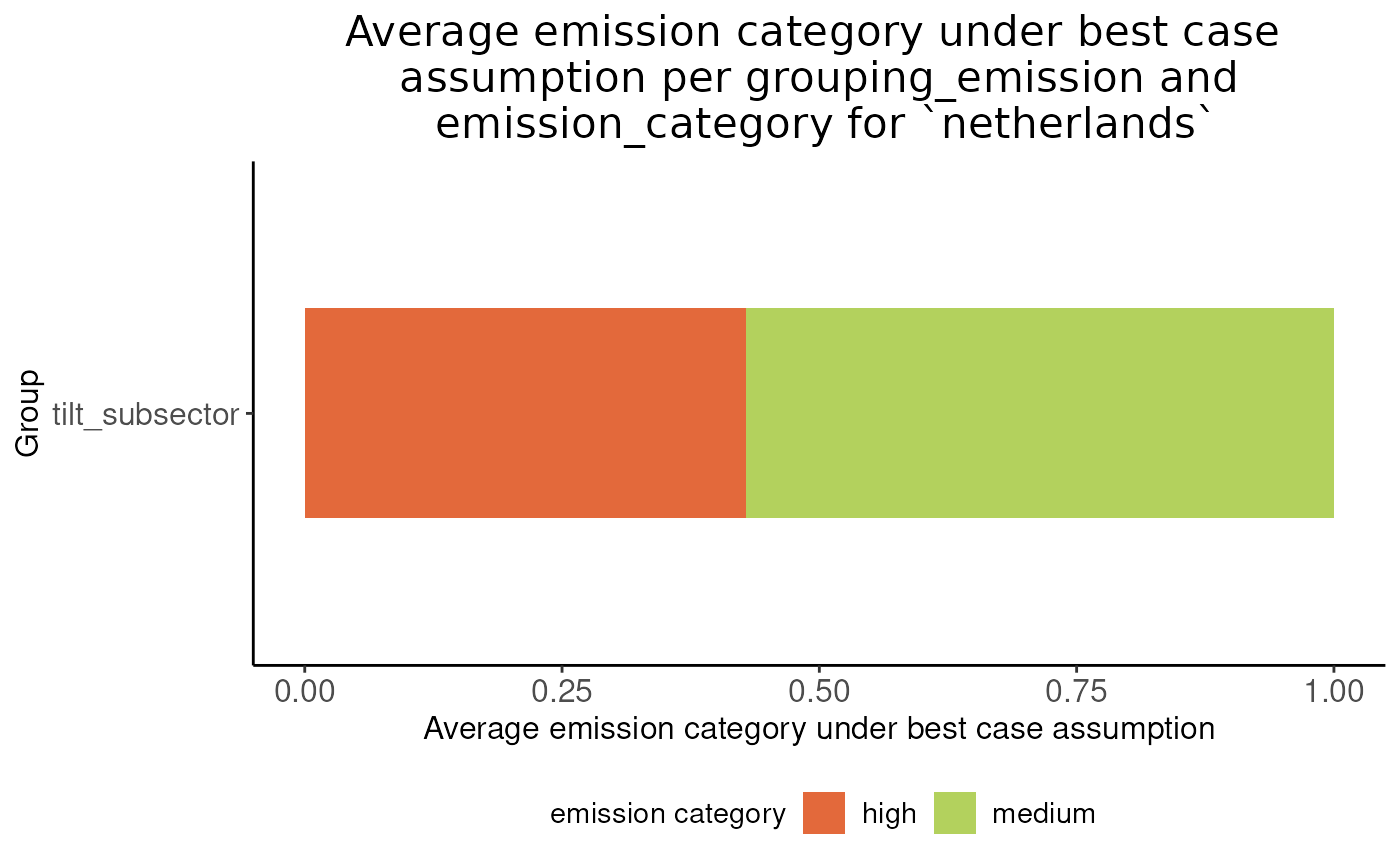 Average emission category under best case
assumption per grouping_emission and
emission_category for `netherlands`
Group
tilt_subsector
0.00 0.25 0.50 0.75 1.00
Average emission category under best case assumption
emission category high medium